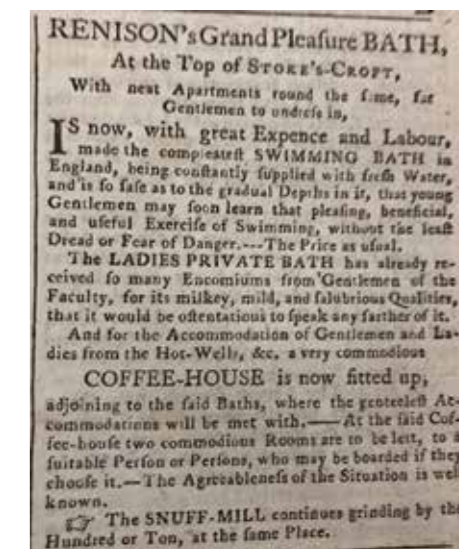 RENISON's Grand Pleaſure BATH,
At the Top of STOKE's-CROFT,
With neat Apartments round the ſame, for
Gentlemen to undreſs in,
IS now, with great Expence and Labour,
made the compleateſt SWIMMING BATH in
England, being conſtantly ſupplied with freſh Water,
and is ſo ſafe as to the gradual Depths in it, that young
Gentlemen may ſoon learn that pleaſing, beneficial,
and uſeful Exerciſe of Swimming, without the leaſt
Dread or Fear of Danger.---The Price as uſual.
The LADIES PRIVATE BATH has already re-
ceived ſo many Encomiums from Gentlemen of the
Faculty, for its milkey, mild, and ſalubrious Qualities,
that it would be oſtentatious to ſpeak any farther of it.
And for the Accommodation of Gentlemen and La-
dies from the Hot-Wells, &c. a very commodious
COFFEE-HOUSE is now fitted up,
adjoining to the ſaid Baths, where the genteeleſt Ac-
commodations will be met with.—— At the ſaid Cof-
fee-houſe two commodious Rooms are to be lett, to a
ſuitable Perſon or Perſons, who may be boarded if they
chooſe it.—The Agreeableneſs of the Situation is well
known.
☞ The SNUFF-MILL continues grinding by the
Hundred or Ton, at the ſame Place.